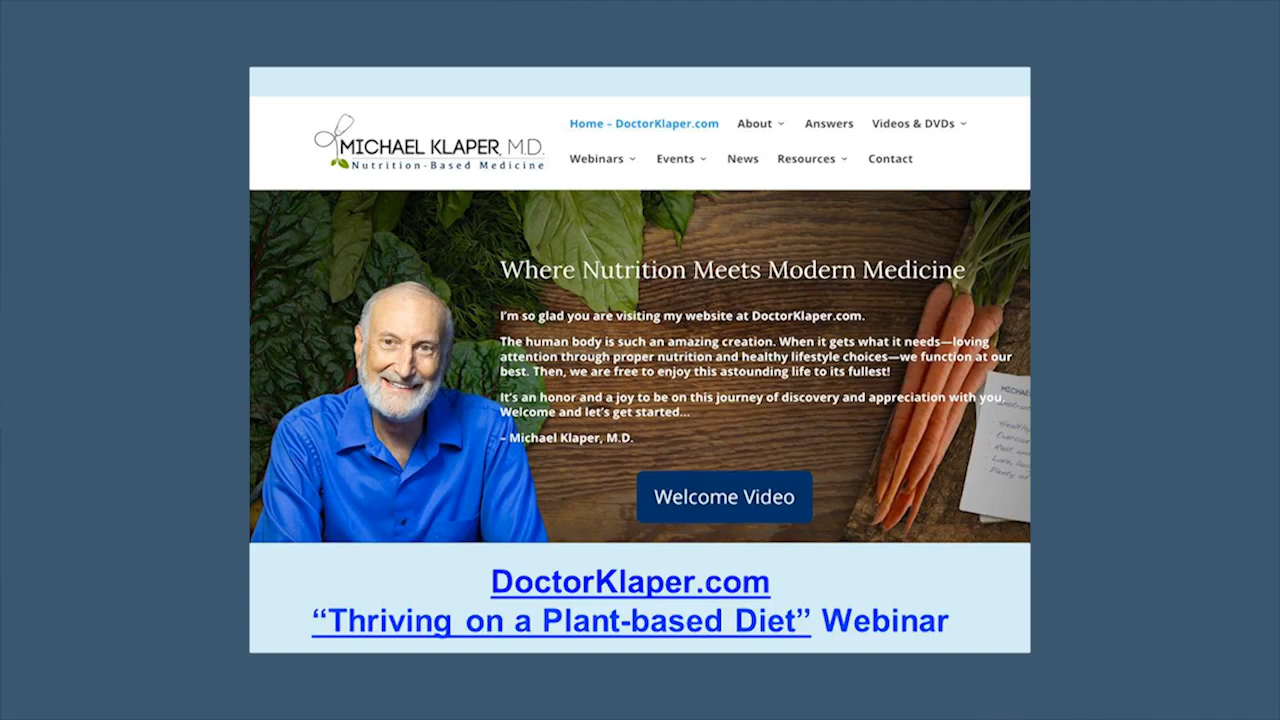 MICHAEL KLAPER, M.D.
Nutrition-Based Medicine
Home – DoctorKlaper.com About Answers Videos & DVDs
Webinars Events News Resources Contact
Where Nutrition Meets Modern Medicine
I'm so glad you are visiting my website at DoctorKlaper.com.
The human body is such an amazing creation. When it gets what it needs—loving
attention through proper nutrition and healthy lifestyle choices—we function at our
best. Then, we are free to enjoy this astounding life to its fullest!
It's an honor and a joy to be on this journey of discovery and appreciation with you.
Welcome and let's get started...
– Michael Klaper, M.D.
Welcome Video
DoctorKlaper.com
“Thriving on a Plant-based Diet” Webinar